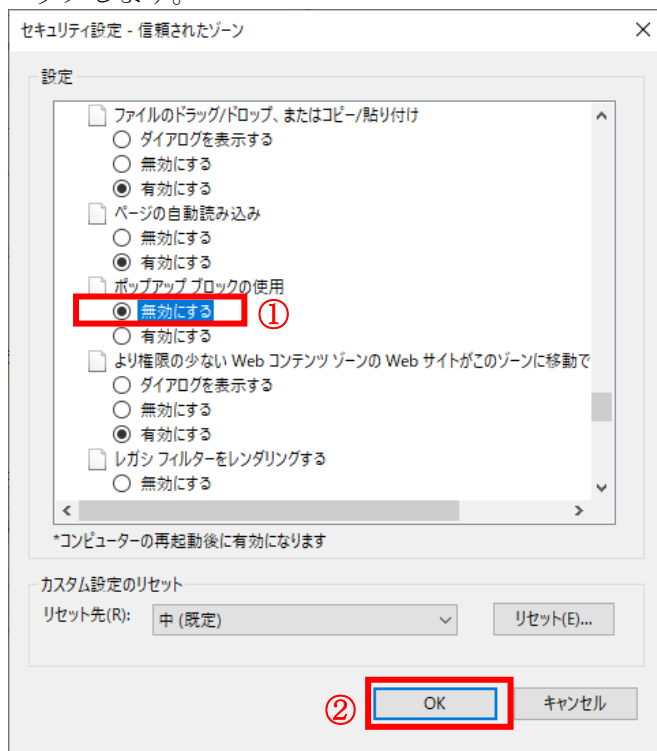 セキュリティ設定 - 信頼されたゾーン
設定
ファイルのドラッグ/ドロップ、またはコピー/貼り付け
ダイアログを表示する
無効にする
有効にする
ページの自動読み込み
無効にする
有効にする
ポップアップ ブロックの使用
無効にする ①
有効にする
より権限の少ない Web コンテンツ ゾーンの Web サイトがこのゾーンに移動で
ダイアログを表示する
無効にする
有効にする
レガシ フィルターをレンダリングする
無効にする
*コンピューターの再起動後に有効になります
カスタム設定のリセット
リセット先(R): 中 (既定) リセット(E)...
② OK キャンセル